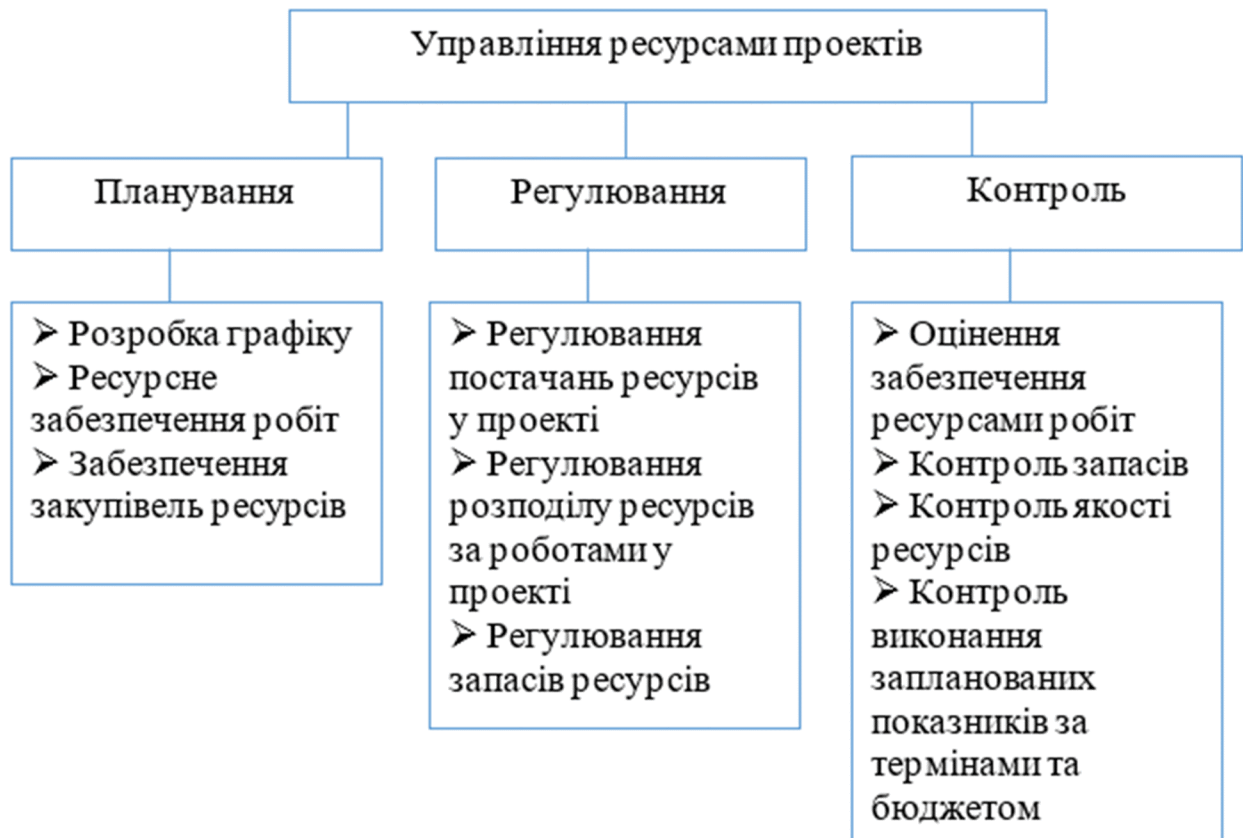 Управління ресурсами проектів
Планування
Регулювання
Контроль
➤ Розробка графіку
➤ Ресурсне
забезпечення робіт
➤ Забезпечення
закупівель ресурсів
➤ Регулювання
постачань ресурсів
у проекті
➤ Регулювання
розподілу ресурсів
за роботами у
проекті
➤ Регулювання
запасів ресурсів
➤ Оцінення
забезпечення
ресурсами робіт
➤ Контроль запасів
➤ Контроль якості
ресурсів
➤ Контроль
виконання
запланованих
показників за
термінами та
бюджетом